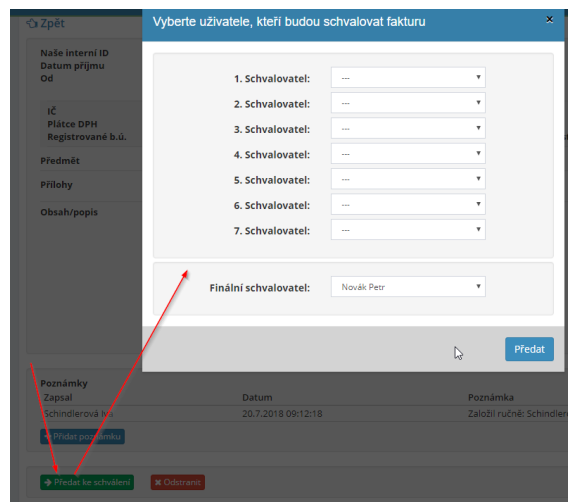 Zpět
Vyberte uživatele, kteří budou schvalovat fakturu
×
Naše interní ID
Datum příjmu
Od
IČ
Plátce DPH
Registrované b.ú.
Předmět
Přílohy
Obsah/popis
1. Schvalovatel: ---
2. Schvalovatel: ---
3. Schvalovatel: ---
4. Schvalovatel: ---
5. Schvalovatel: ---
6. Schvalovatel: ---
7. Schvalovatel: ---
Finální schvalovatel: Novák Petr
Předat
Poznámky
Zapsal Datum Poznámka
Schindlerová Iva 20.7.2018 09:12:18 Založil ručně: Schindler
Přidat poznámku
Předat ke schválení Odstranit